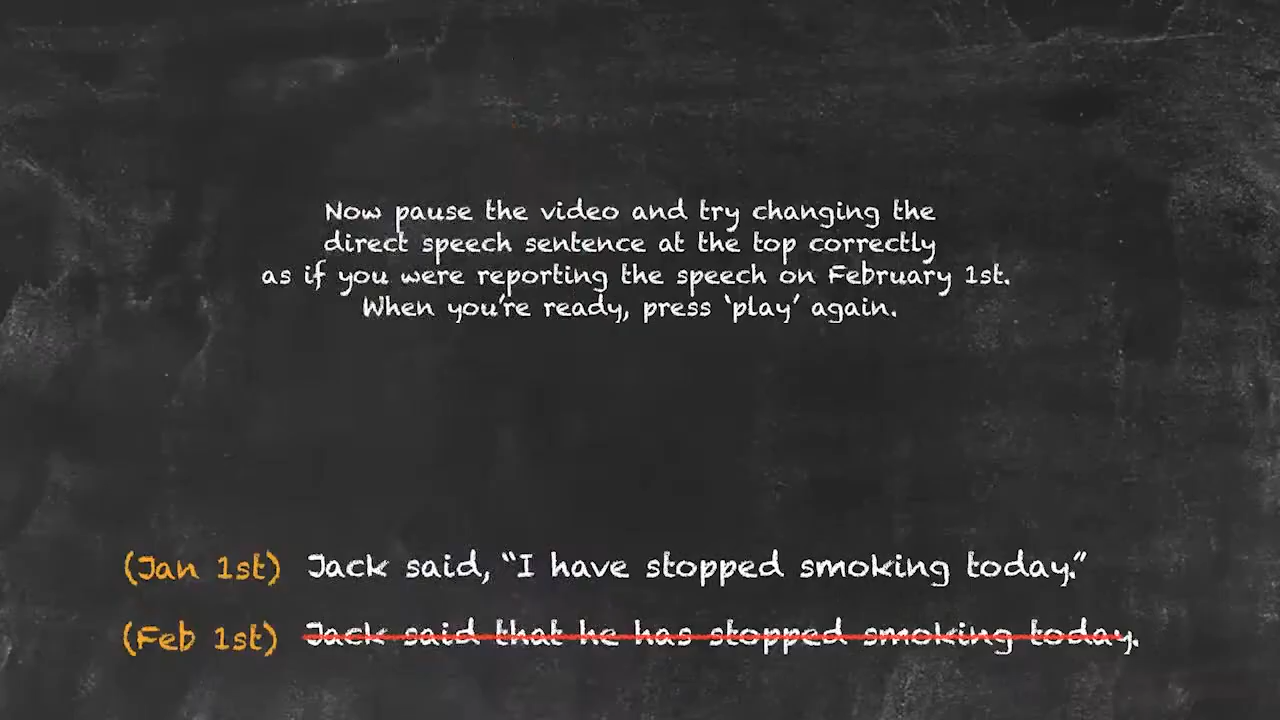 Now pause the video and try changing the
direct speech sentence at the top correctly
as if you were reporting the speech on February 1st.
When you're ready, press 'play' again.
(Jan 1st) Jack said, “I have stopped smoking today.”
(Feb 1st) Jack said that he has stopped smoking today.